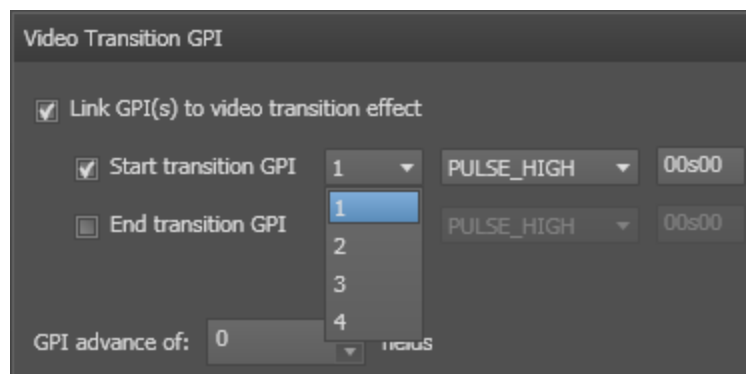 Video Transition GPI
Link GPI(s) to video transition effect
Start transition GPI 1 PULSE_HIGH 00s00
1
End transition GPI PULSE_HIGH 00s00
2
3
4
GPI advance of: 0 fields